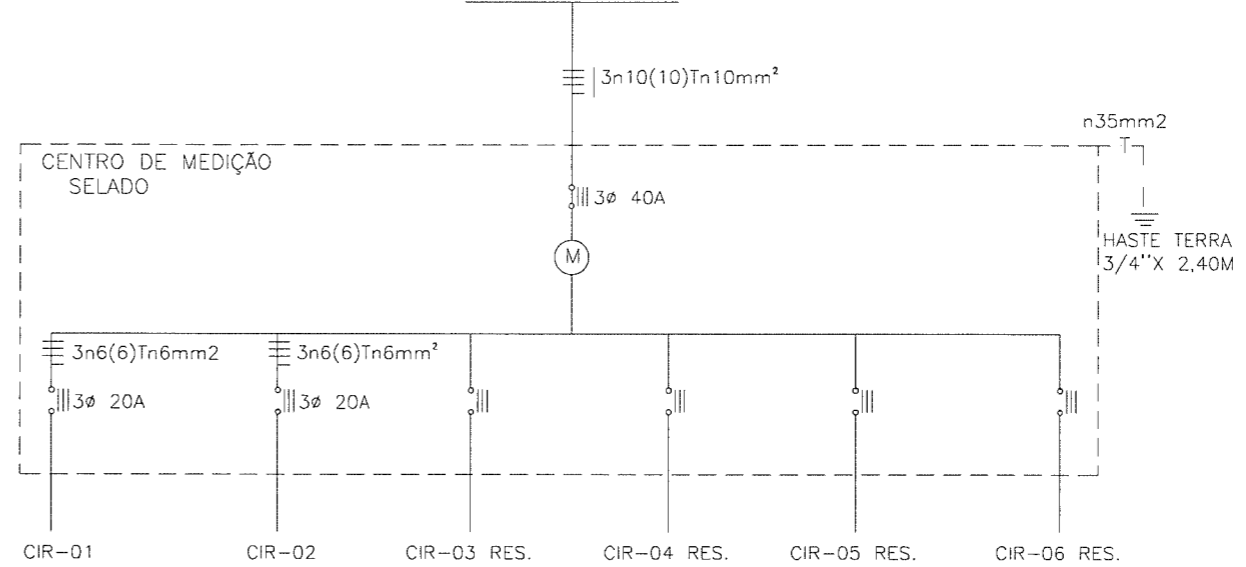 3n10(10)Tn10mm²
n35mm2
CENTRO DE MEDIÇÃO
SELADO
3ø 40A
M
HASTE TERRA
3/4''X 2,40M
3n6(6)Tn6mm2
3n6(6)Tn6mm²
3ø 20A
3ø 20A
CIR-01
CIR-02
CIR-03 RES.
CIR-04 RES.
CIR-05 RES.
CIR-06 RES.